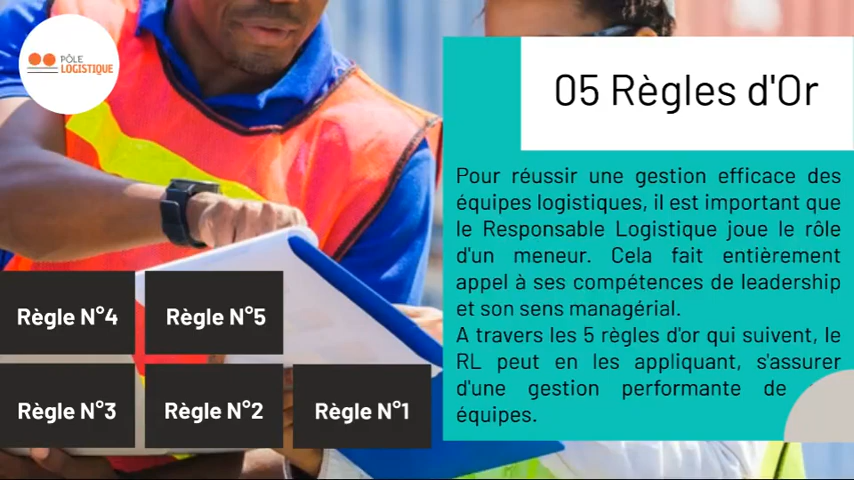 PÔLE
LOGISTIQUE
05 Règles d'Or
Pour réussir une gestion efficace des
équipes logistiques, il est important que
le Responsable Logistique joue le rôle
d'un meneur. Cela fait entièrement
appel à ses compétences de leadership
et son sens managérial.
A travers les 5 règles d'or qui suivent, le
RL peut en les appliquant, s'assurer
d'une gestion performante de
équipes.
Règle N°4
Règle N°5
Règle N°3
Règle N°2
Règle N°1